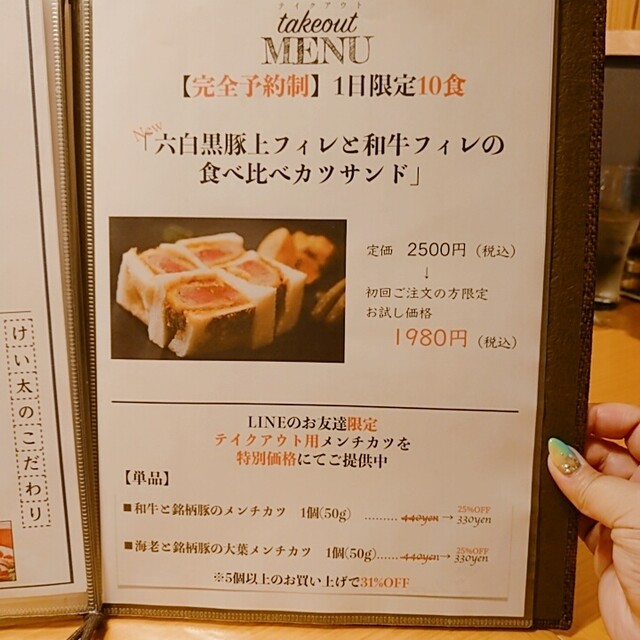 テイクアウト
takeout
MENU
【完全予約制】1日限定10食
New
「六白黒豚上フィレと和牛フィレの
食べ比べカツサンド」
定価 2500円（税込）
↓
初回ご注文の方限定
お試し価格
1980円（税込）
LINEのお友達限定
テイクアウト用メンチカツを
特別価格にてご提供中
【単品】
■和牛と銘柄豚のメンチカツ 1個(50g) ......... 440yen → 25%OFF 330yen
■海老と銘柄豚の大葉メンチカツ 1個(50g)...... 440yen → 25%OFF 330yen
※5個以上のお買い上げで31%OFF
けい太のこだわり